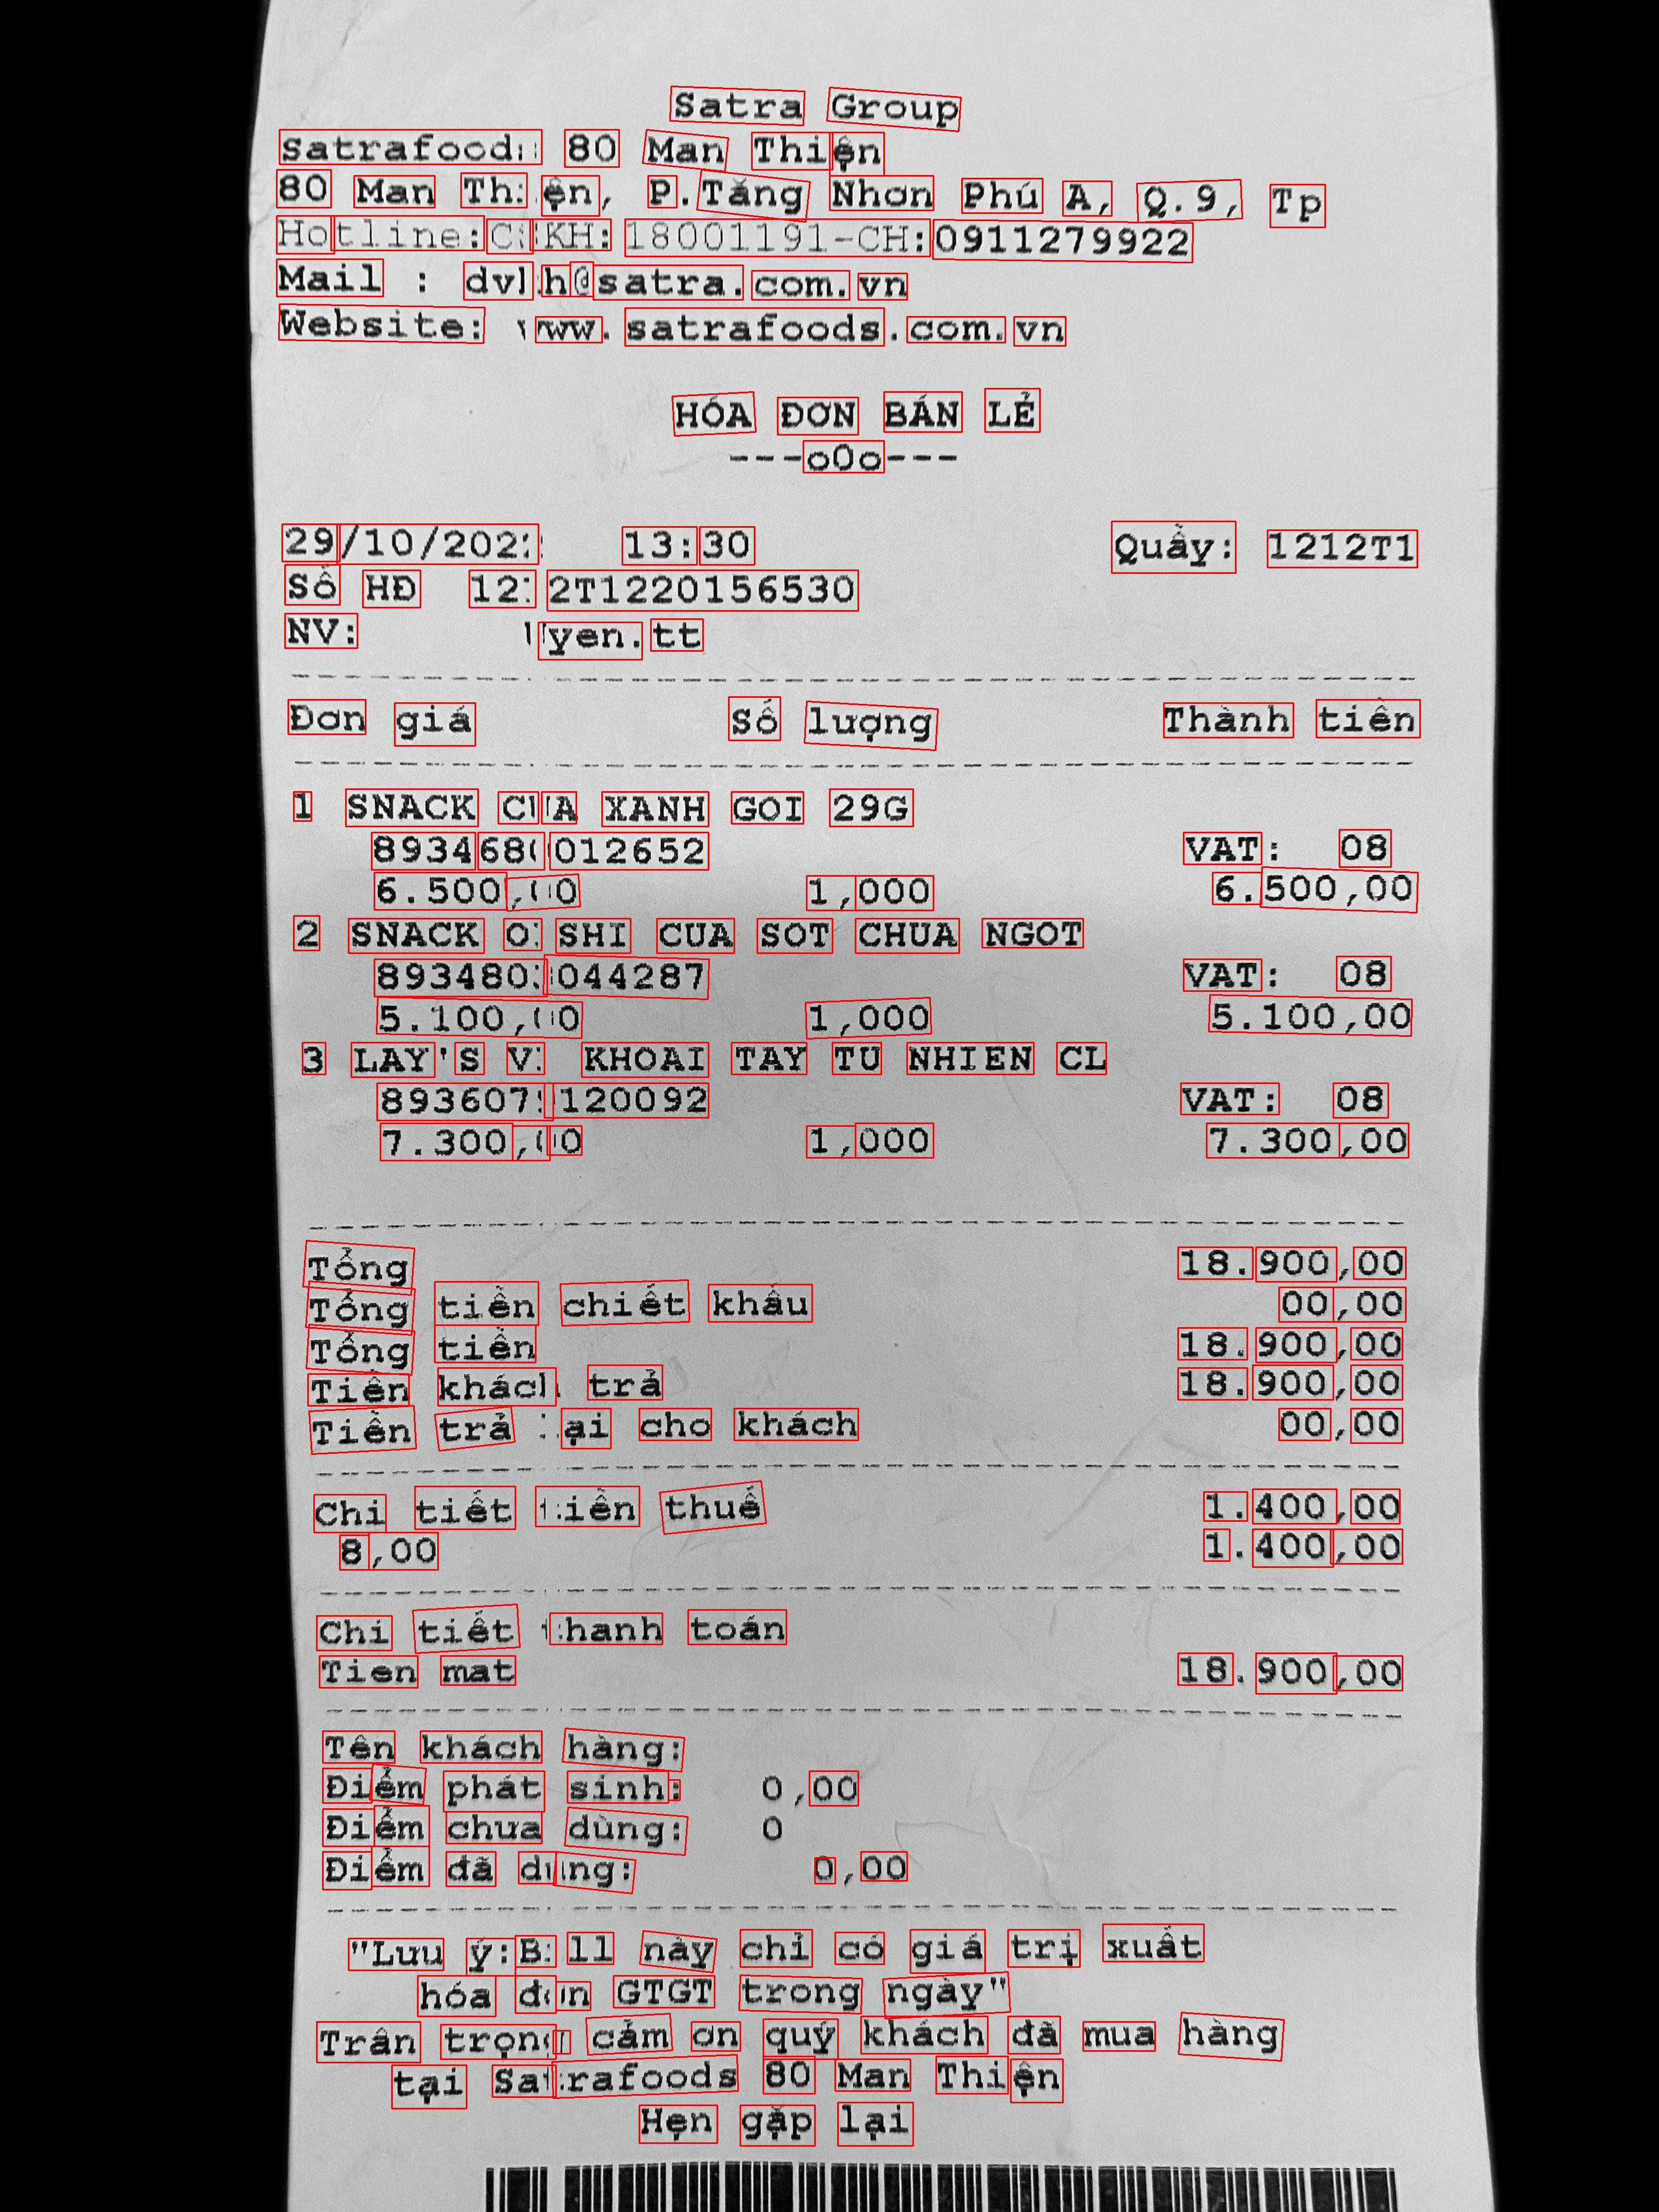 Satra Group
Satrafoods 80 Man Thiện
80 Man Thiện, P.Tăng Nhơn Phú A, Q.9, Tp
Hotline:CSKH:18001191-CH:0911279922
Mail : dvkh@satra.com.vn
Website: www.satrafoods.com.vn
HÓA ĐƠN BÁN LẺ
---o0o---
29/10/2022 13:30 Quầy: 1212T1
Số HĐ 1212T1220156530
NV: yen.tt
Đơn giá Số lượng Thành tiền
1 SNACK CUA XANH GOI 29G
8934680012652 VAT: 08
6.500,00 1,000 6.500,00
2 SNACK OISHI CUA SOT CHUA NGOT
8934803044287 VAT: 08
5.100,00 1,000 5.100,00
3 LAY'S VI KHOAI TAY TU NHIEN CL
VAT: 08
7.300,00 1,000 7.300,00
Tổng 18.900,00
Tổng tiền chiết khấu 00,00
Tổng tiền 18.900,00
Tiền khách trả 18.900,00
Tiền trả lại cho khách 00,00
Chi tiết tiền thuế 1.400,00
8,00 1.400,00
Chi tiết thanh toán
Tien mat 18.900,00
Tên khách hàng:
Điểm phát sinh: 0,00
Điểm chưa dùng: 0
Điểm đã dùng: 0,00
"Lưu ý:Bill này chỉ có giá trị xuất
hóa đơn GTGT trong ngày"
Trân trọng cảm ơn quý khách đã mua hàng
tại Satrafoods 80 Man Thiện
Hẹn gặp lại